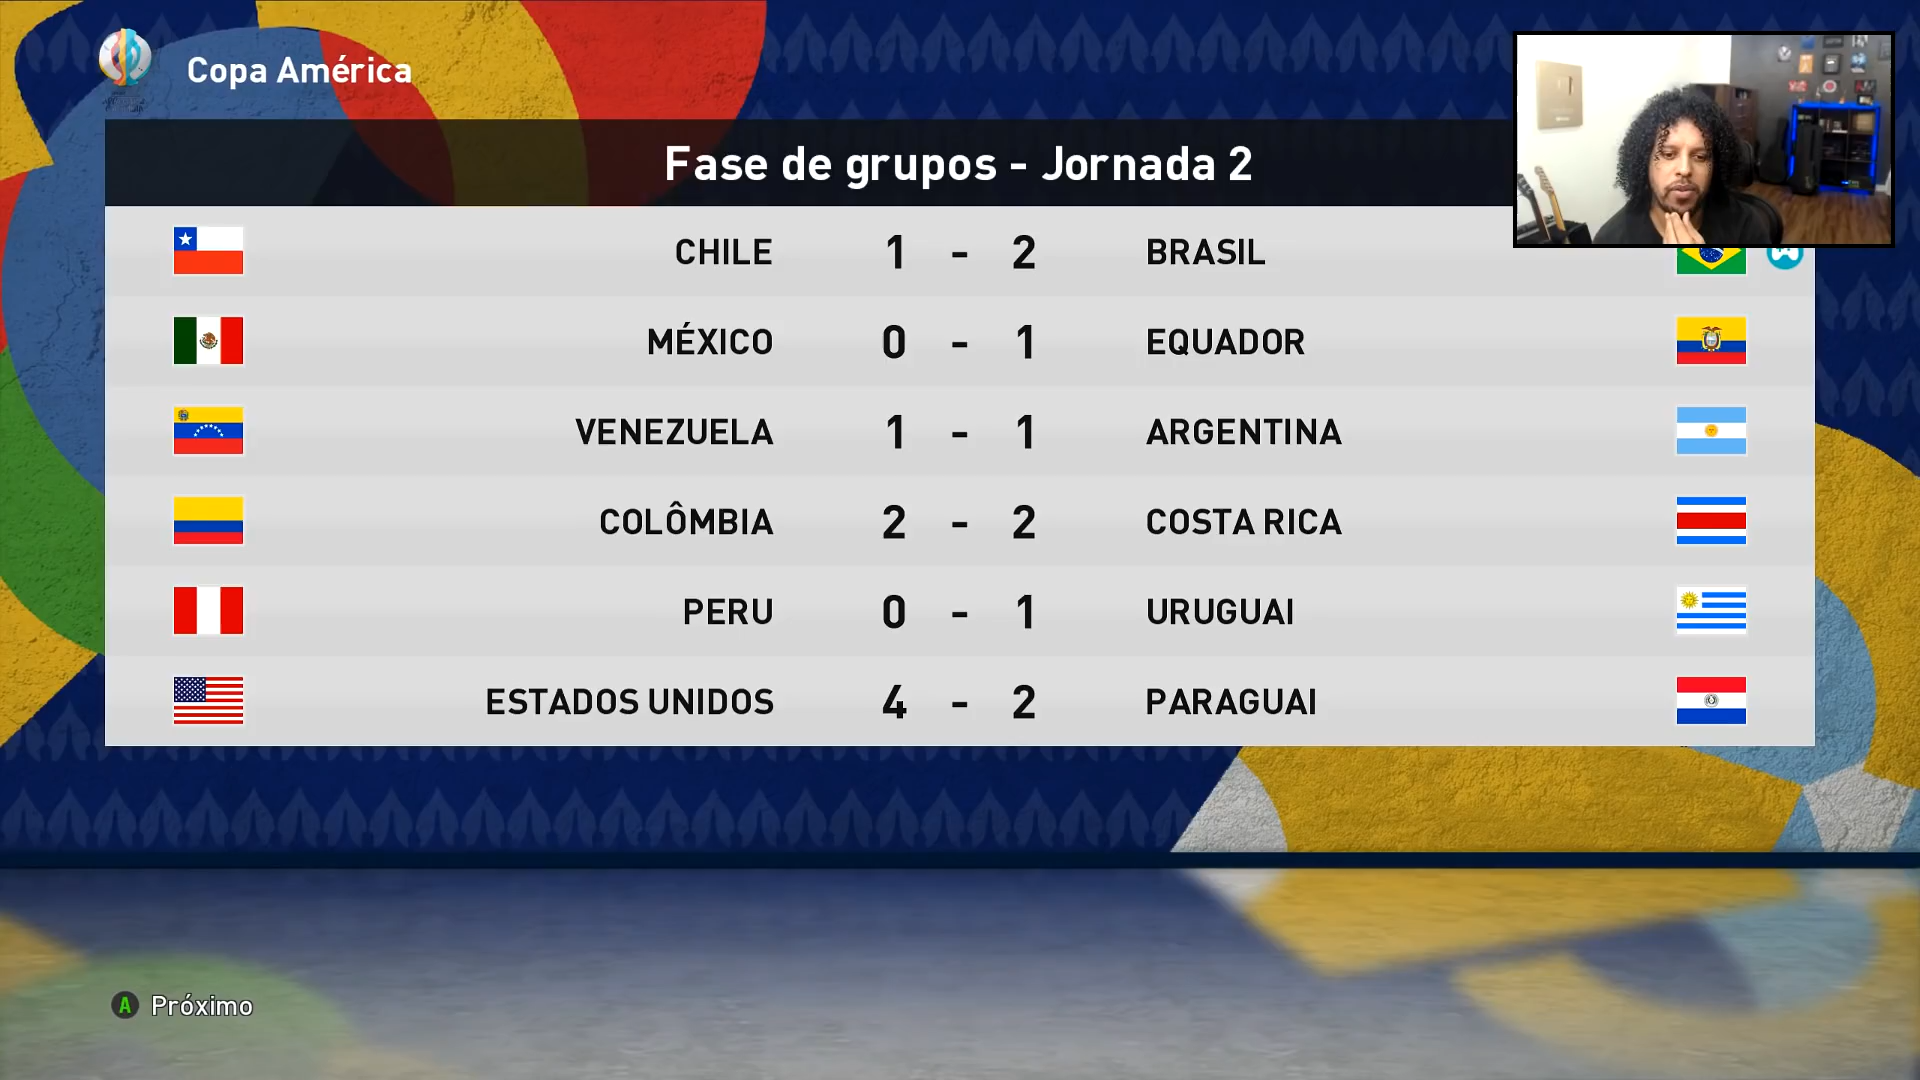 Copa América
Fase de grupos - Jornada 2
CHILE 1 - 2 BRASIL
MÉXICO 0 - 1 EQUADOR
VENEZUELA 1 - 1 ARGENTINA
COLÔMBIA 2 - 2 COSTA RICA
PERU 0 - 1 URUGUAI
ESTADOS UNIDOS 4 - 2 PARAGUAI
A Próximo